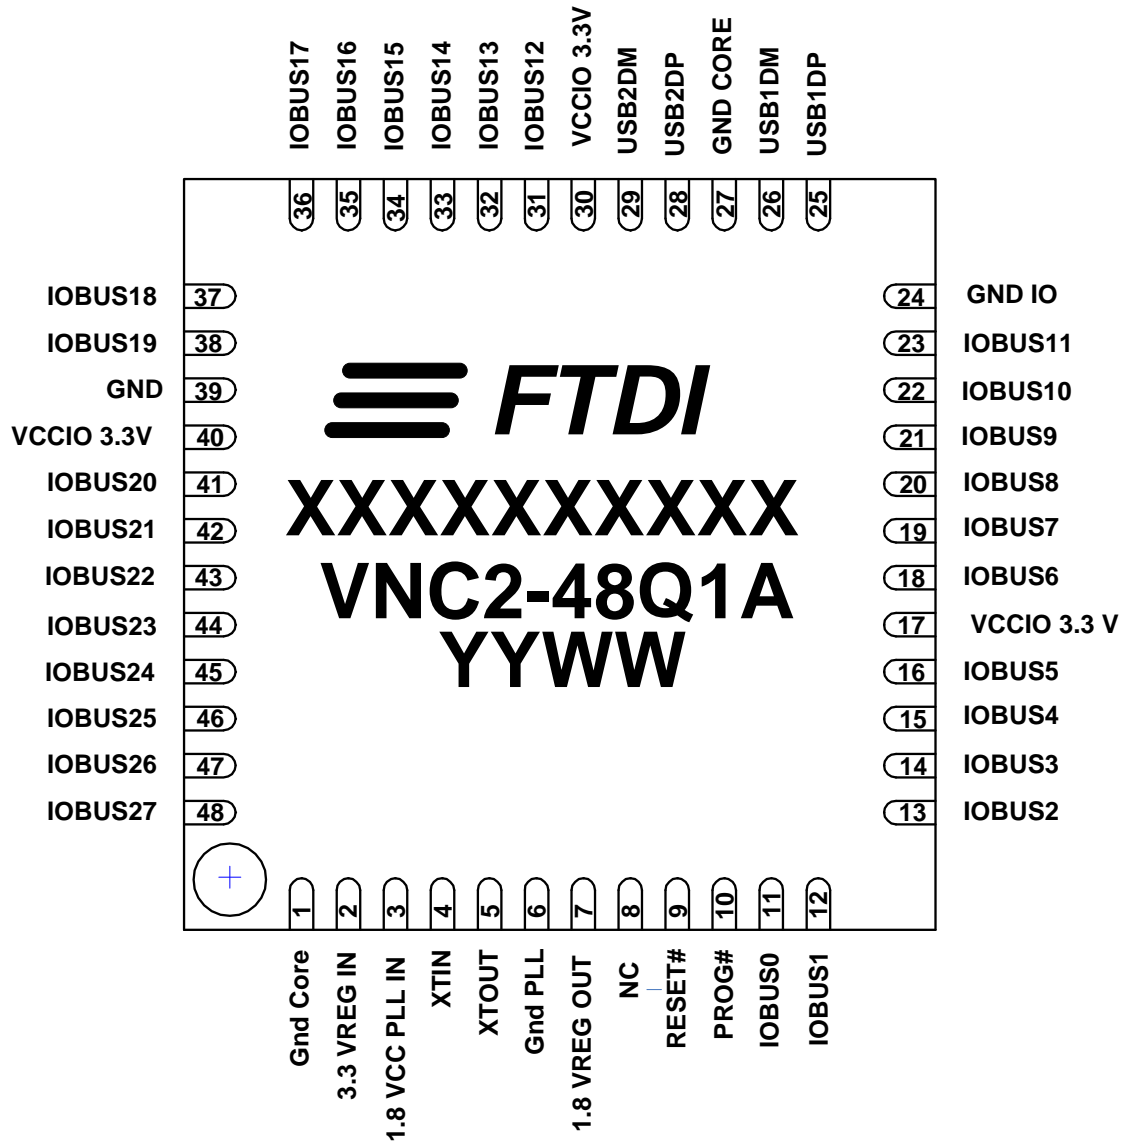 IOBUS17
IOBUS16
IOBUS15
IOBUS14
IOBUS13
IOBUS12
VCCIO 3.3V
USB2DM
USB2DP
GND CORE
USB1DM
USB1DP
36
35
34
33
32
31
30
29
28
27
26
25
IOBUS18 37
IOBUS19 38
GND 39
VCCIO 3.3V 40
IOBUS20 41
IOBUS21 42
IOBUS22 43
IOBUS23 44
IOBUS24 45
IOBUS25 46
IOBUS26 47
IOBUS27 48
FTDI
XXXXXXXXXX
VNC2-48Q1A
YYWW
24 GND IO
23 IOBUS11
22 IOBUS10
21 IOBUS9
20 IOBUS8
19 IOBUS7
18 IOBUS6
17 VCCIO 3.3 V
16 IOBUS5
15 IOBUS4
14 IOBUS3
13 IOBUS2
1
2
3
4
5
6
7
8
9
10
11
12
Gnd Core
3.3 VREG IN
1.8 VCC PLL IN
XTIN
XTOUT
Gnd PLL
1.8 VREG OUT
NC
RESET#
PROG#
IOBUS0
IOBUS1